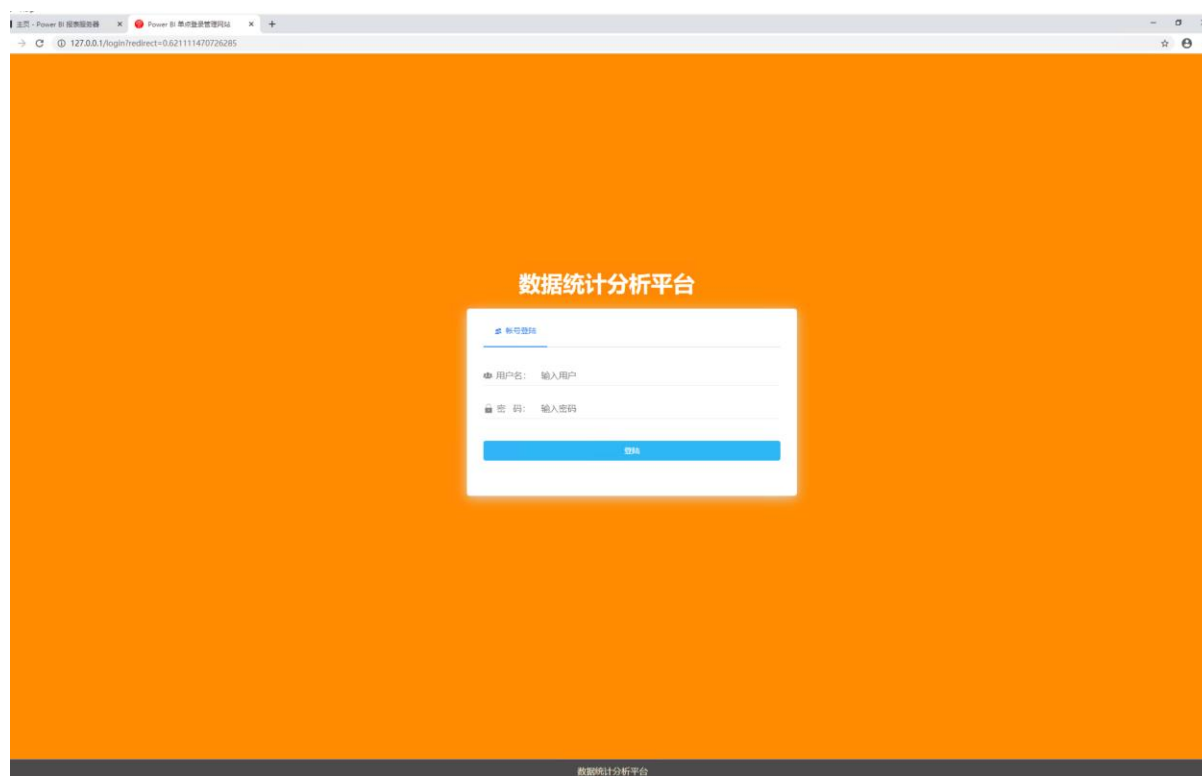 主页 - Power BI 报表服务器
Power BI 单点登录管理网站
127.0.0.1/login?redirect=0.621111470726285
数据统计分析平台
帐号登陆
用户名: 输入用户
密 码: 输入密码
登陆
数据统计分析平台